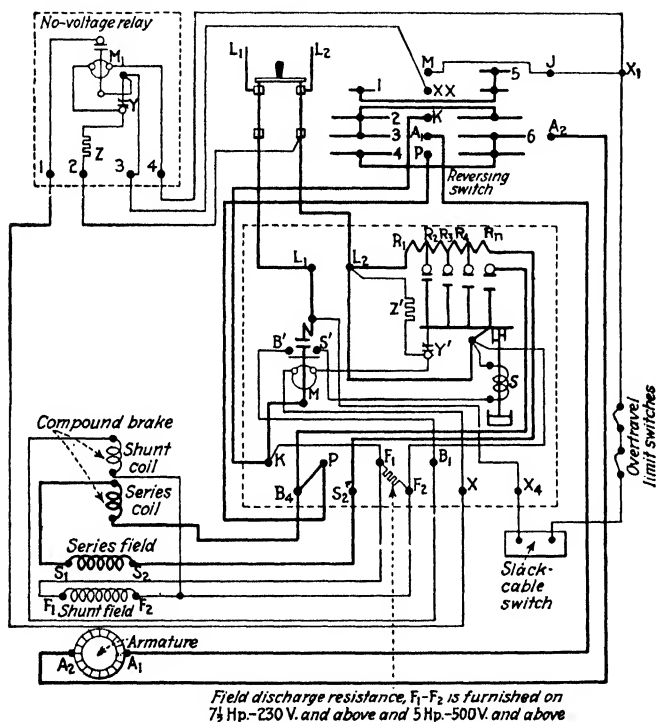 No-voltage relay
M₁
Y
Z
1
2
3
4
L₁
L₂
M
J
X₁
XX
1
5
2
K
3
A₁
6
A₂
4
P
Reversing
switch
R₁
R₂
R₃
R₄
Rn
L₁
L₂
Z'
N
B'
S'
Y'
M
H
S
Compound brake
Shunt
coil
Series
coil
K
P
F₁
B₁
B₄
S₂
F₂
X
X₄
Overtravel
limit switches
Slack-
cable
switch
Series field
S₁
S₂
F₁
Shunt field
F₂
Armature
A₂
A₁
Field discharge resistance, F₁-F₂ is furnished on
7½ Hp.-230 V. and above and 5 Hp.-500 V. and above